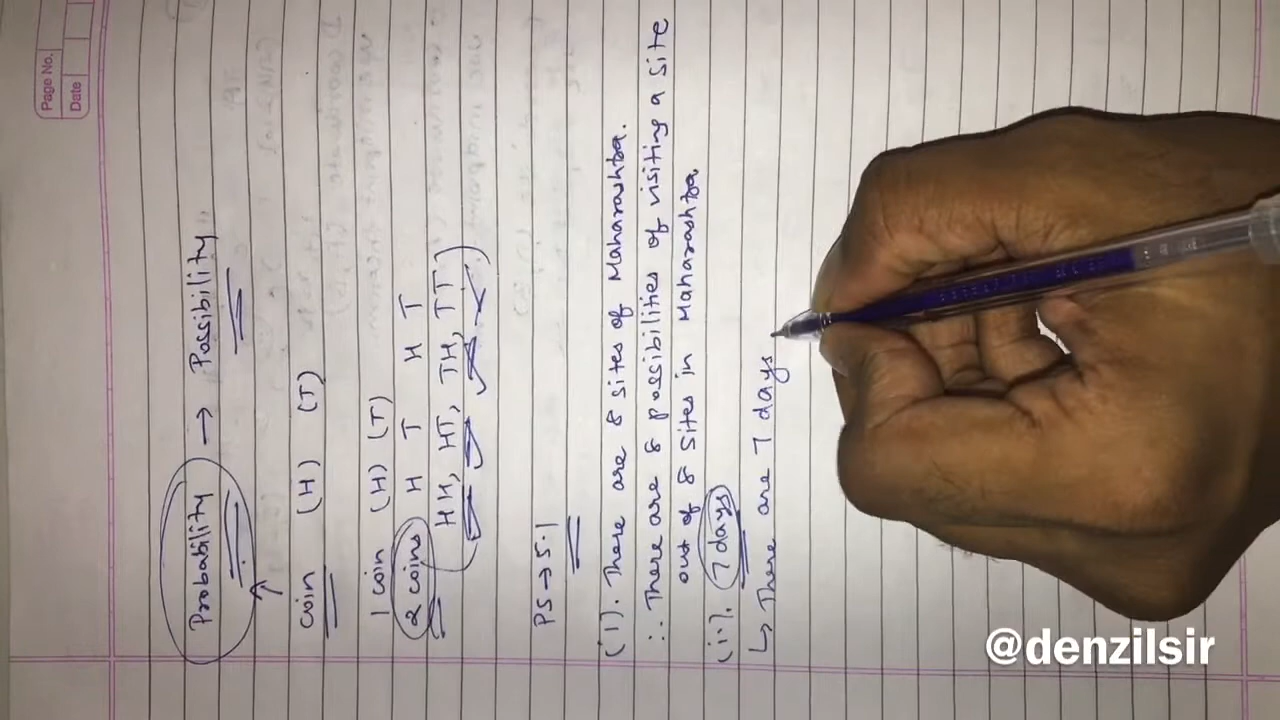 Page No.
Date
Probability → Possibility
coin (H) (T)
1 coin (H) (T)
2 coins H T H T
HH, HT, TH, TT)
PS → 5.1
(i). There are 8 sites of Maharashtra.
∴ There are 8 possibilities of visiting a site
out of 8 sites in Maharashtra
(ii). 7 days
↳ There are 7 days
@denzilsir